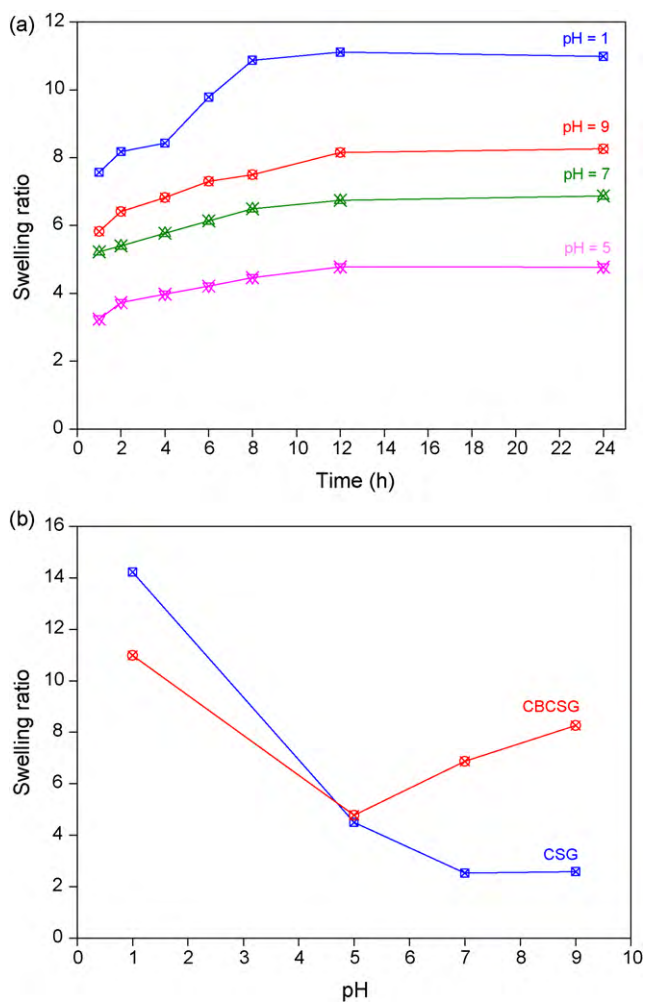 (a)
12
10
8
6
4
2
0
Swelling ratio
pH = 1
pH = 9
pH = 7
pH = 5
0 2 4 6 8 10 12 14 16 18 20 22 24
Time (h)
(b)
16
14
12
10
8
6
4
2
0
Swelling ratio
CBCSG
CSG
0 1 2 3 4 5 6 7 8 9 10
pH